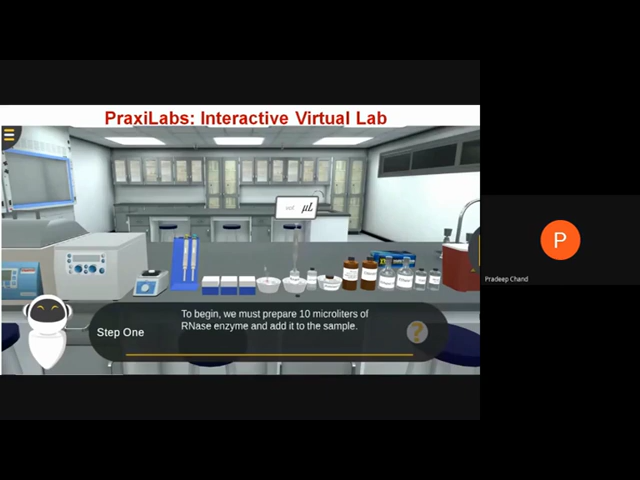 PraxiLabs: Interactive Virtual Lab
µL
Step One
To begin, we must prepare 10 microliters of
RNase enzyme and add it to the sample.
?
P
Pradeep Chand